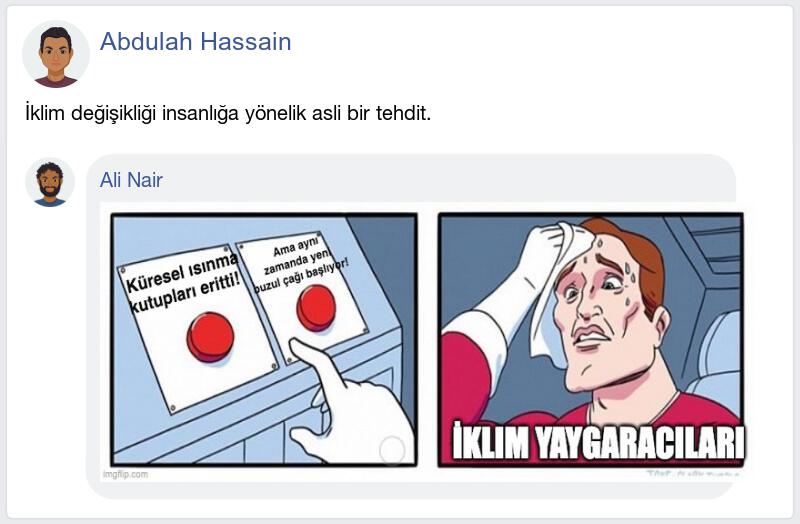 Abdulah Hassain
İklim değişikliği insanlığa yönelik asli bir tehdit.
Ali Nair
Küresel ısınma
kutupları eritti!
Ama aynı
zamanda yeni
buzul çağı başlıyor!
İKLIM YAYGARACILARI
imgflip.com